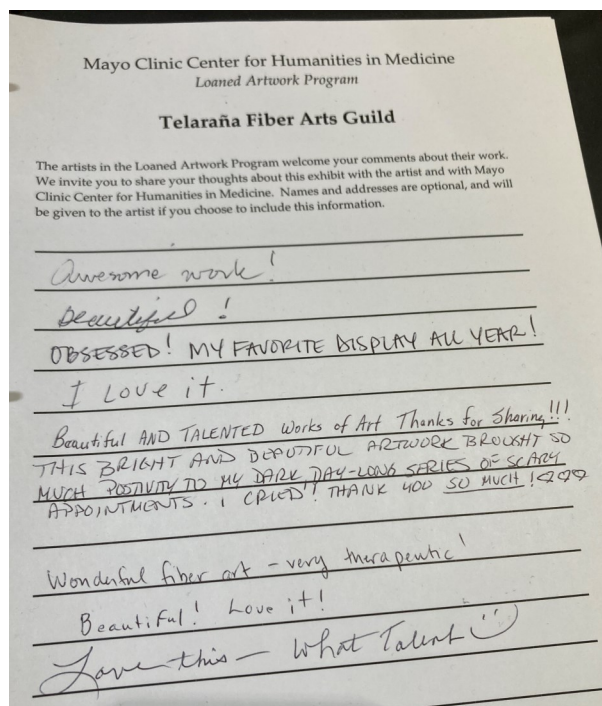 Mayo Clinic Center for Humanities in Medicine
Loaned Artwork Program
Telaraña Fiber Arts Guild
The artists in the Loaned Artwork Program welcome your comments about their work.
We invite you to share your thoughts about this exhibit with the artist and with Mayo
Clinic Center for Humanities in Medicine. Names and addresses are optional, and will
be given to the artist if you choose to include this information.
Awesome work!
Beautiful!
OBSESSED! MY FAVORITE DISPLAY ALL YEAR!
I Love it.
Beautiful AND TALENTED Works of Art Thanks for Sharing!!!
THIS BRIGHT AND BEAUTIFUL ARTWORK BROUGHT SO
MUCH POSTIVITY TO MY DARK DAY-LONG SERIES OF SCARY
APPOINTMENTS. I CRIED! THANK YOU SO MUCH!♡♡♡
Wonderful fiber art - very therapeutic!
Beautiful! Love it!
Love this - What Talent ☺